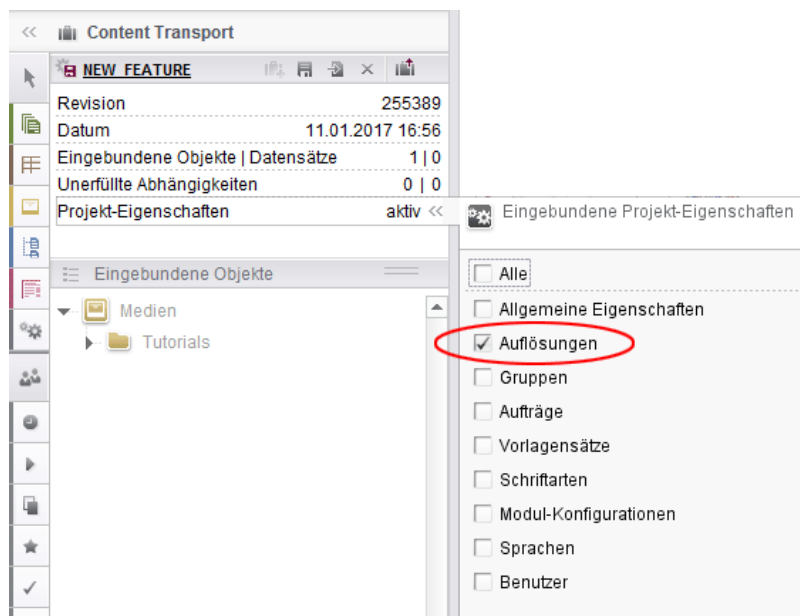 Content Transport
NEW_FEATURE
Revision 255389
Datum 11.01.2017 16:56
Eingebundene Objekte | Datensätze 1 | 0
Unerfüllte Abhängigkeiten 0 | 0
Projekt-Eigenschaften aktiv
Eingebundene Objekte
Medien
Tutorials
Eingebundene Projekt-Eigenschaften
Alle
Allgemeine Eigenschaften
Auflösungen
Gruppen
Aufträge
Vorlagensätze
Schriftarten
Modul-Konfigurationen
Sprachen
Benutzer